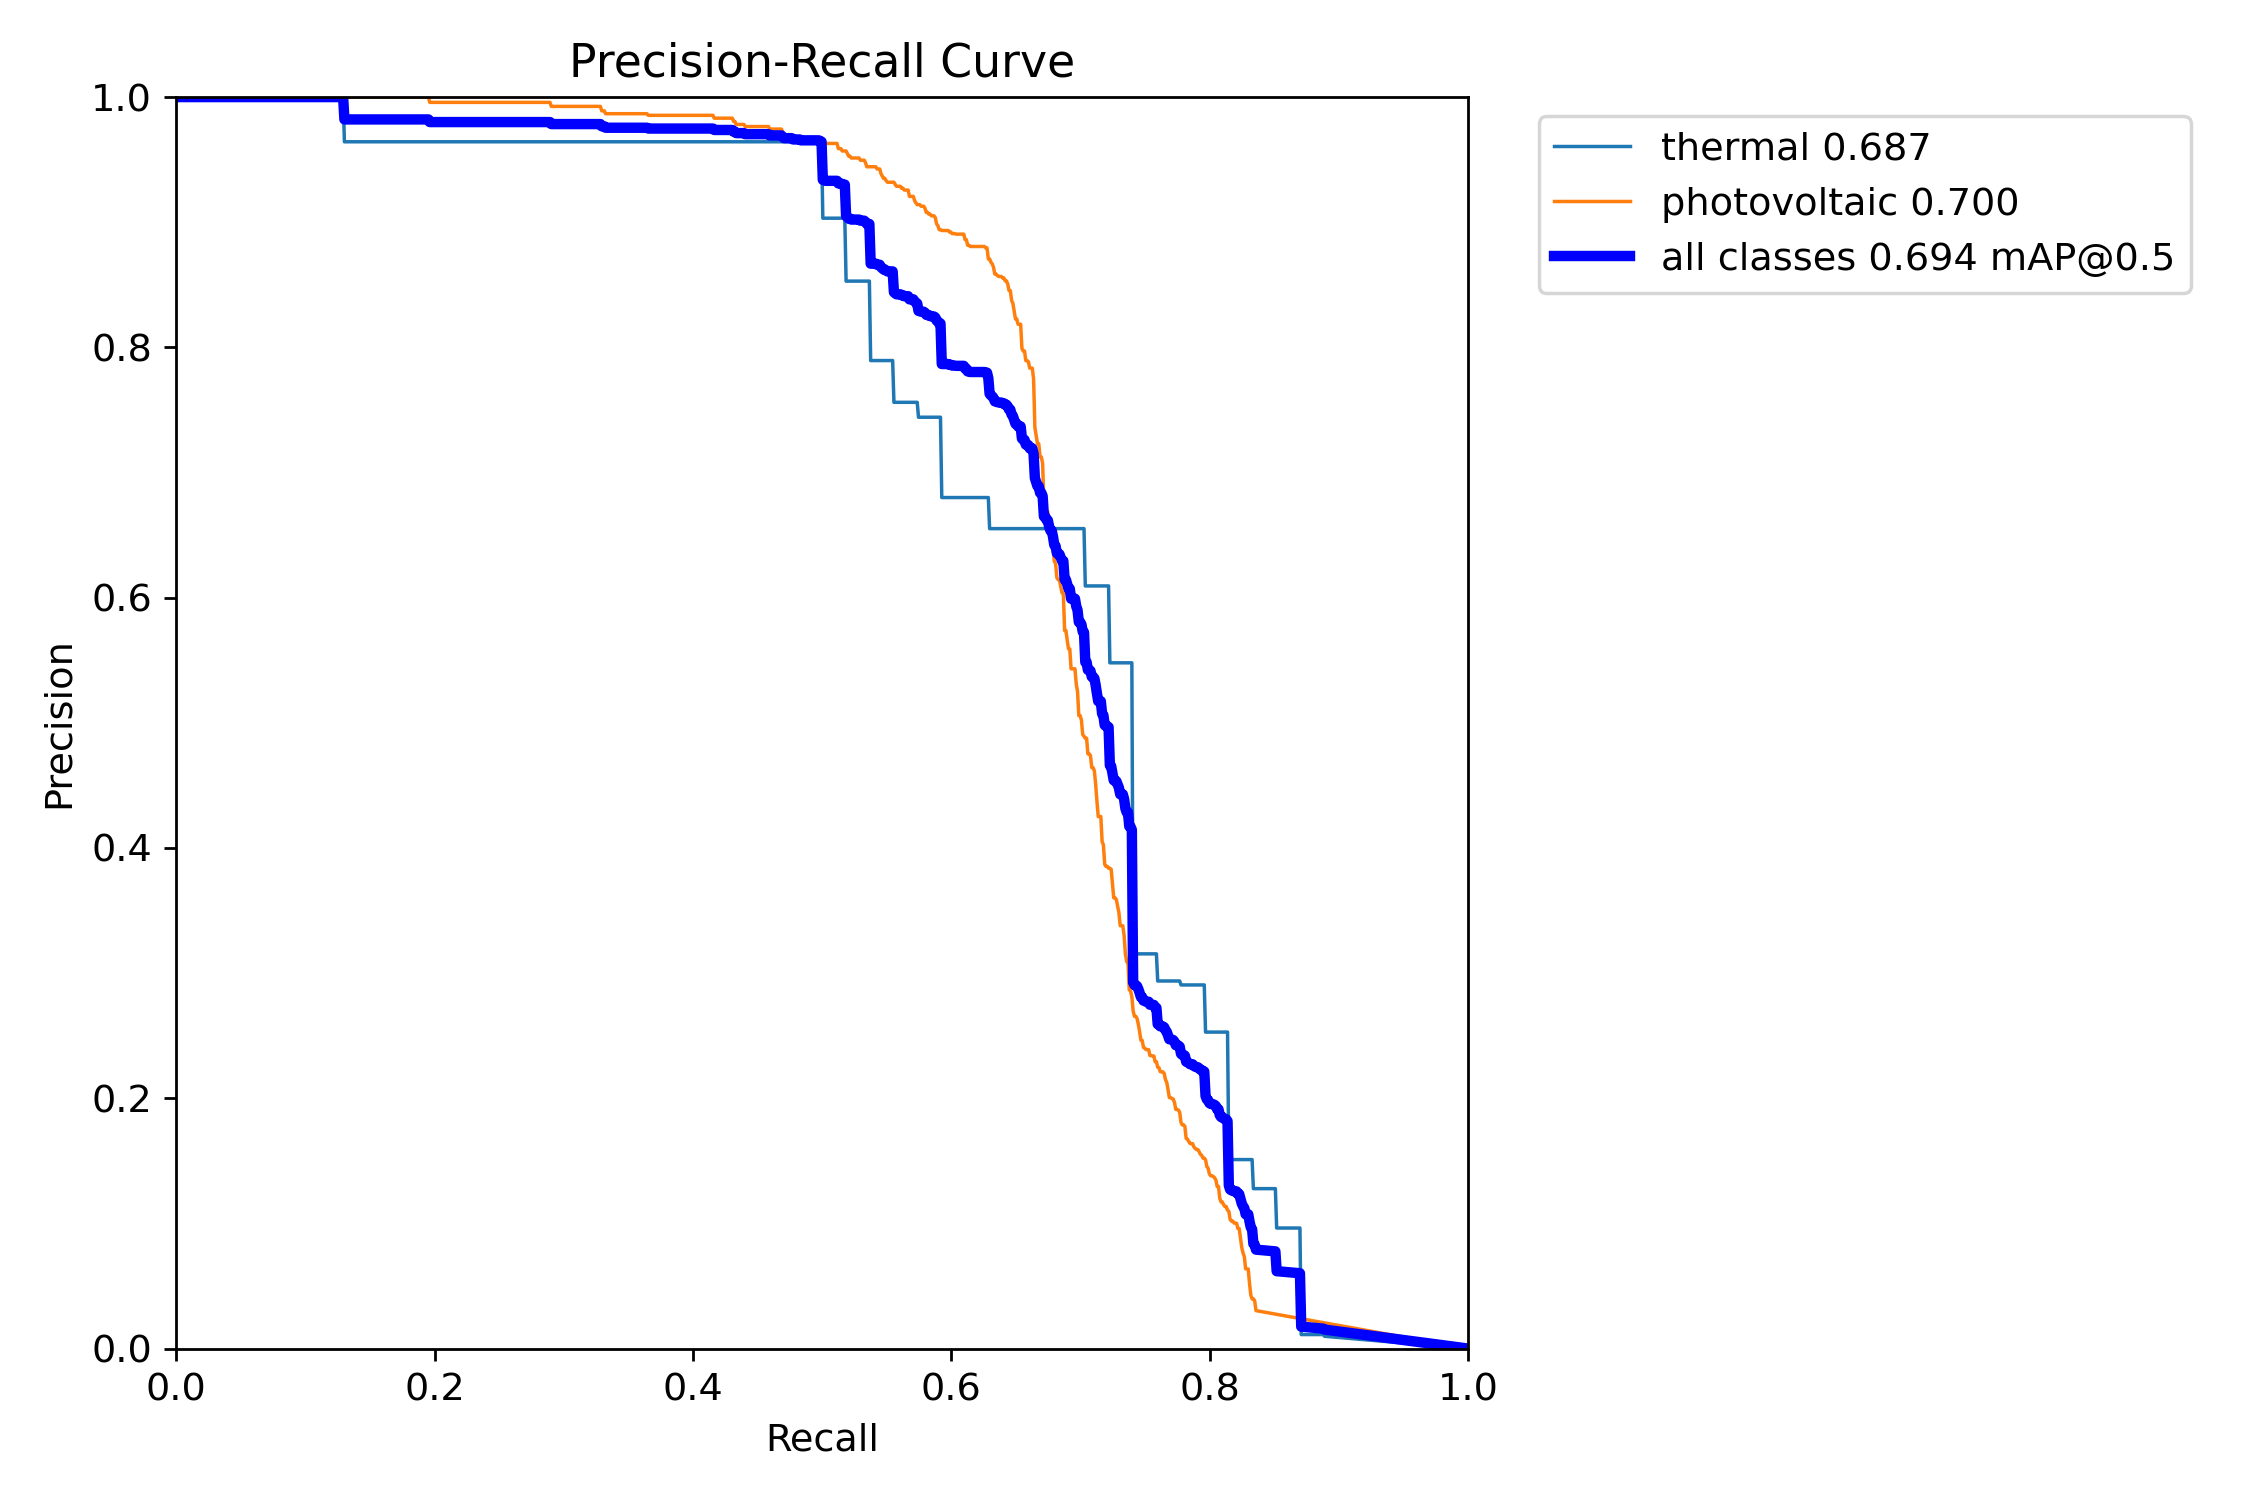 Precision-Recall Curve
1.0
0.8
0.6
0.4
0.2
0.0
Precision
0.0 0.2 0.4 0.6 0.8 1.0
Recall
thermal 0.687
photovoltaic 0.700
all classes 0.694 mAP@0.5